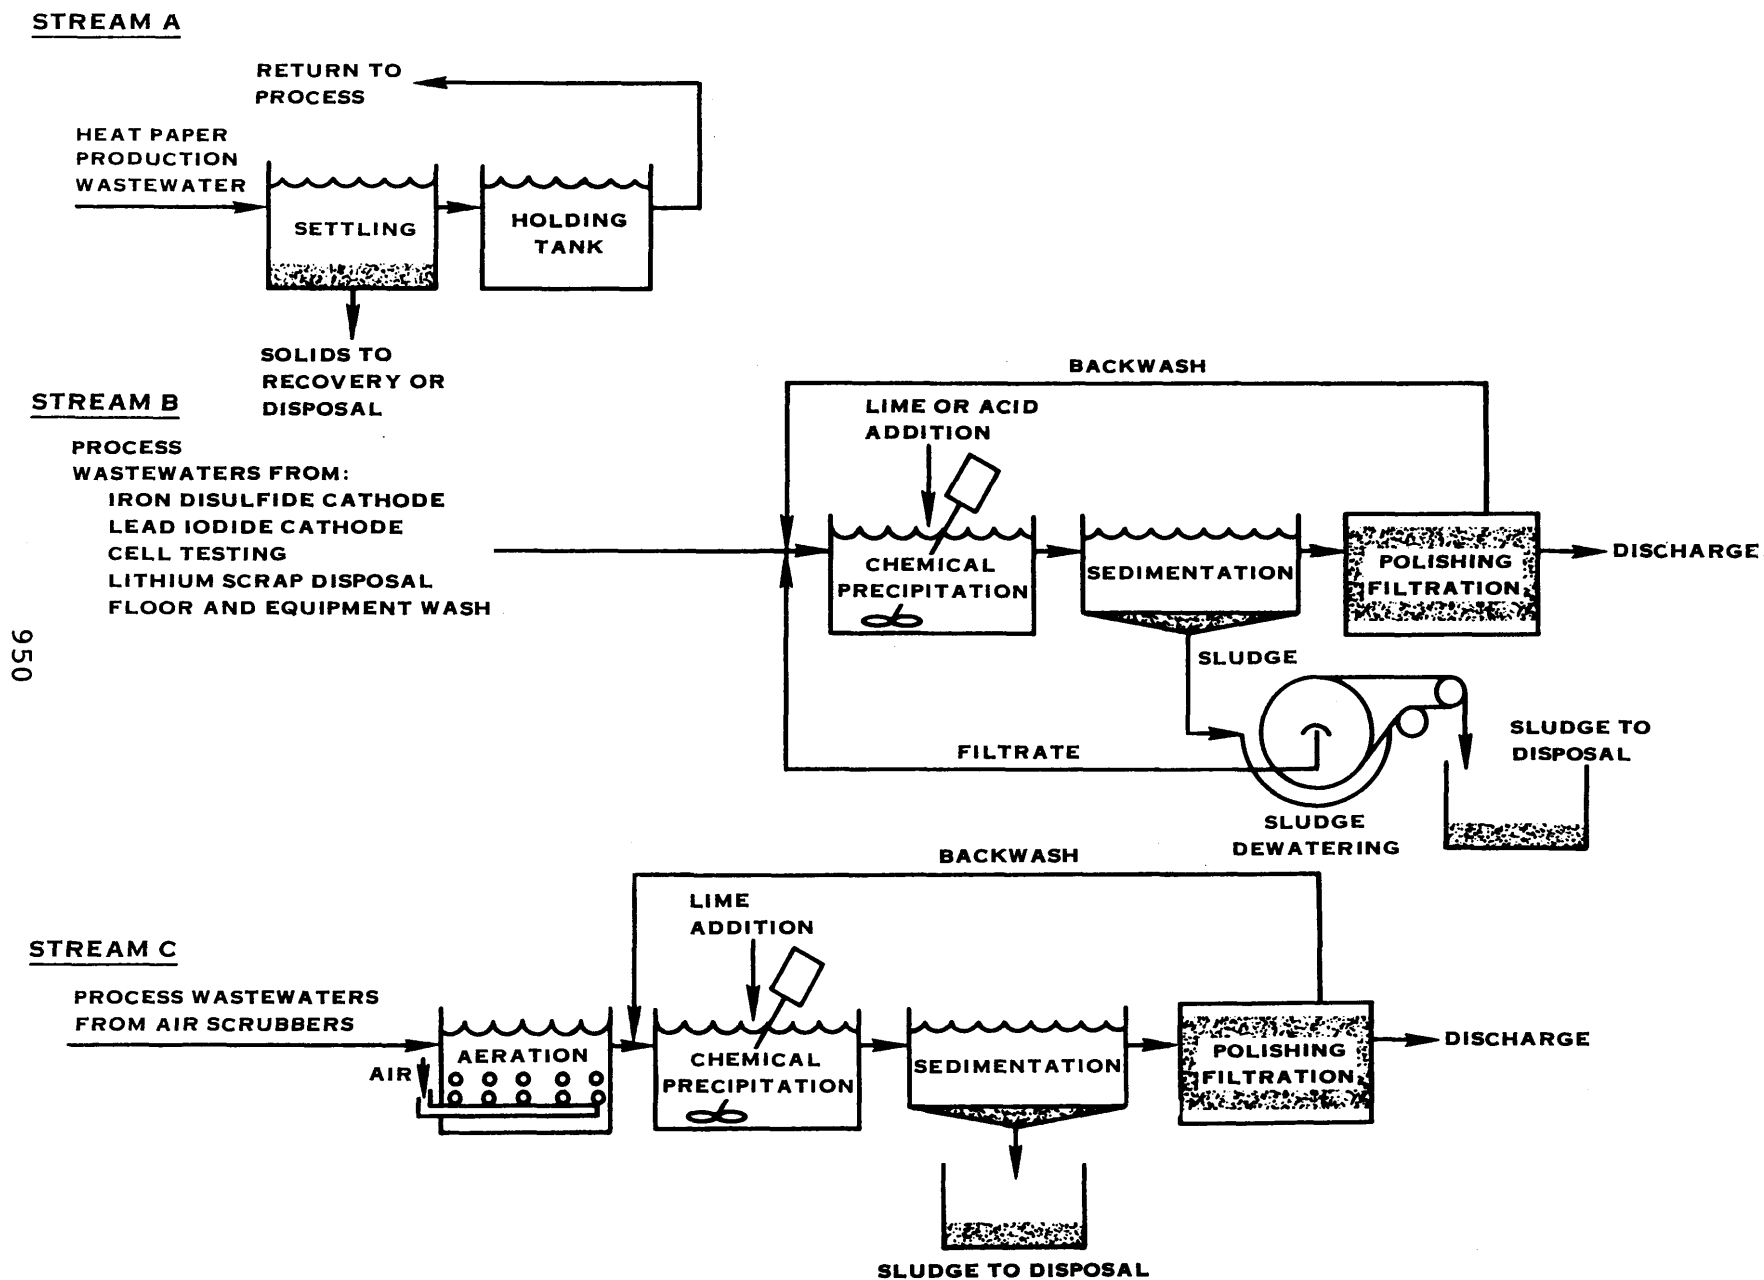 STREAM A
RETURN TO
PROCESS
HEAT PAPER
PRODUCTION
WASTEWATER
SETTLING
HOLDING
TANK
SOLIDS TO
RECOVERY OR
DISPOSAL
STREAM B
PROCESS
WASTEWATERS FROM:
IRON DISULFIDE CATHODE
LEAD IODIDE CATHODE
CELL TESTING
LITHIUM SCRAP DISPOSAL
FLOOR AND EQUIPMENT WASH
BACKWASH
LIME OR ACID
ADDITION
CHEMICAL
PRECIPITATION
SEDIMENTATION
POLISHING
FILTRATION
DISCHARGE
SLUDGE
FILTRATE
SLUDGE
DEWATERING
SLUDGE TO
DISPOSAL
950
STREAM C
PROCESS WASTEWATERS
FROM AIR SCRUBBERS
AIR
AERATION
BACKWASH
LIME
ADDITION
CHEMICAL
PRECIPITATION
SEDIMENTATION
POLISHING
FILTRATION
DISCHARGE
SLUDGE TO DISPOSAL